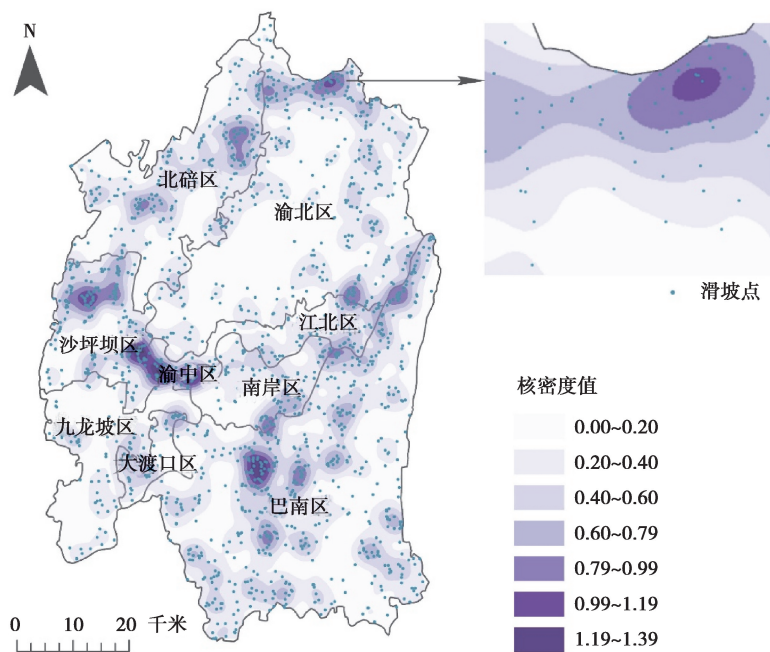 N
北碚区
渝北区
江北区
沙坪坝区
渝中区
南岸区
九龙坡区
大渡口区
巴南区
0 10 20 千米
滑坡点
核密度值
0.00~0.20
0.20~0.40
0.40~0.60
0.60~0.79
0.79~0.99
0.99~1.19
1.19~1.39